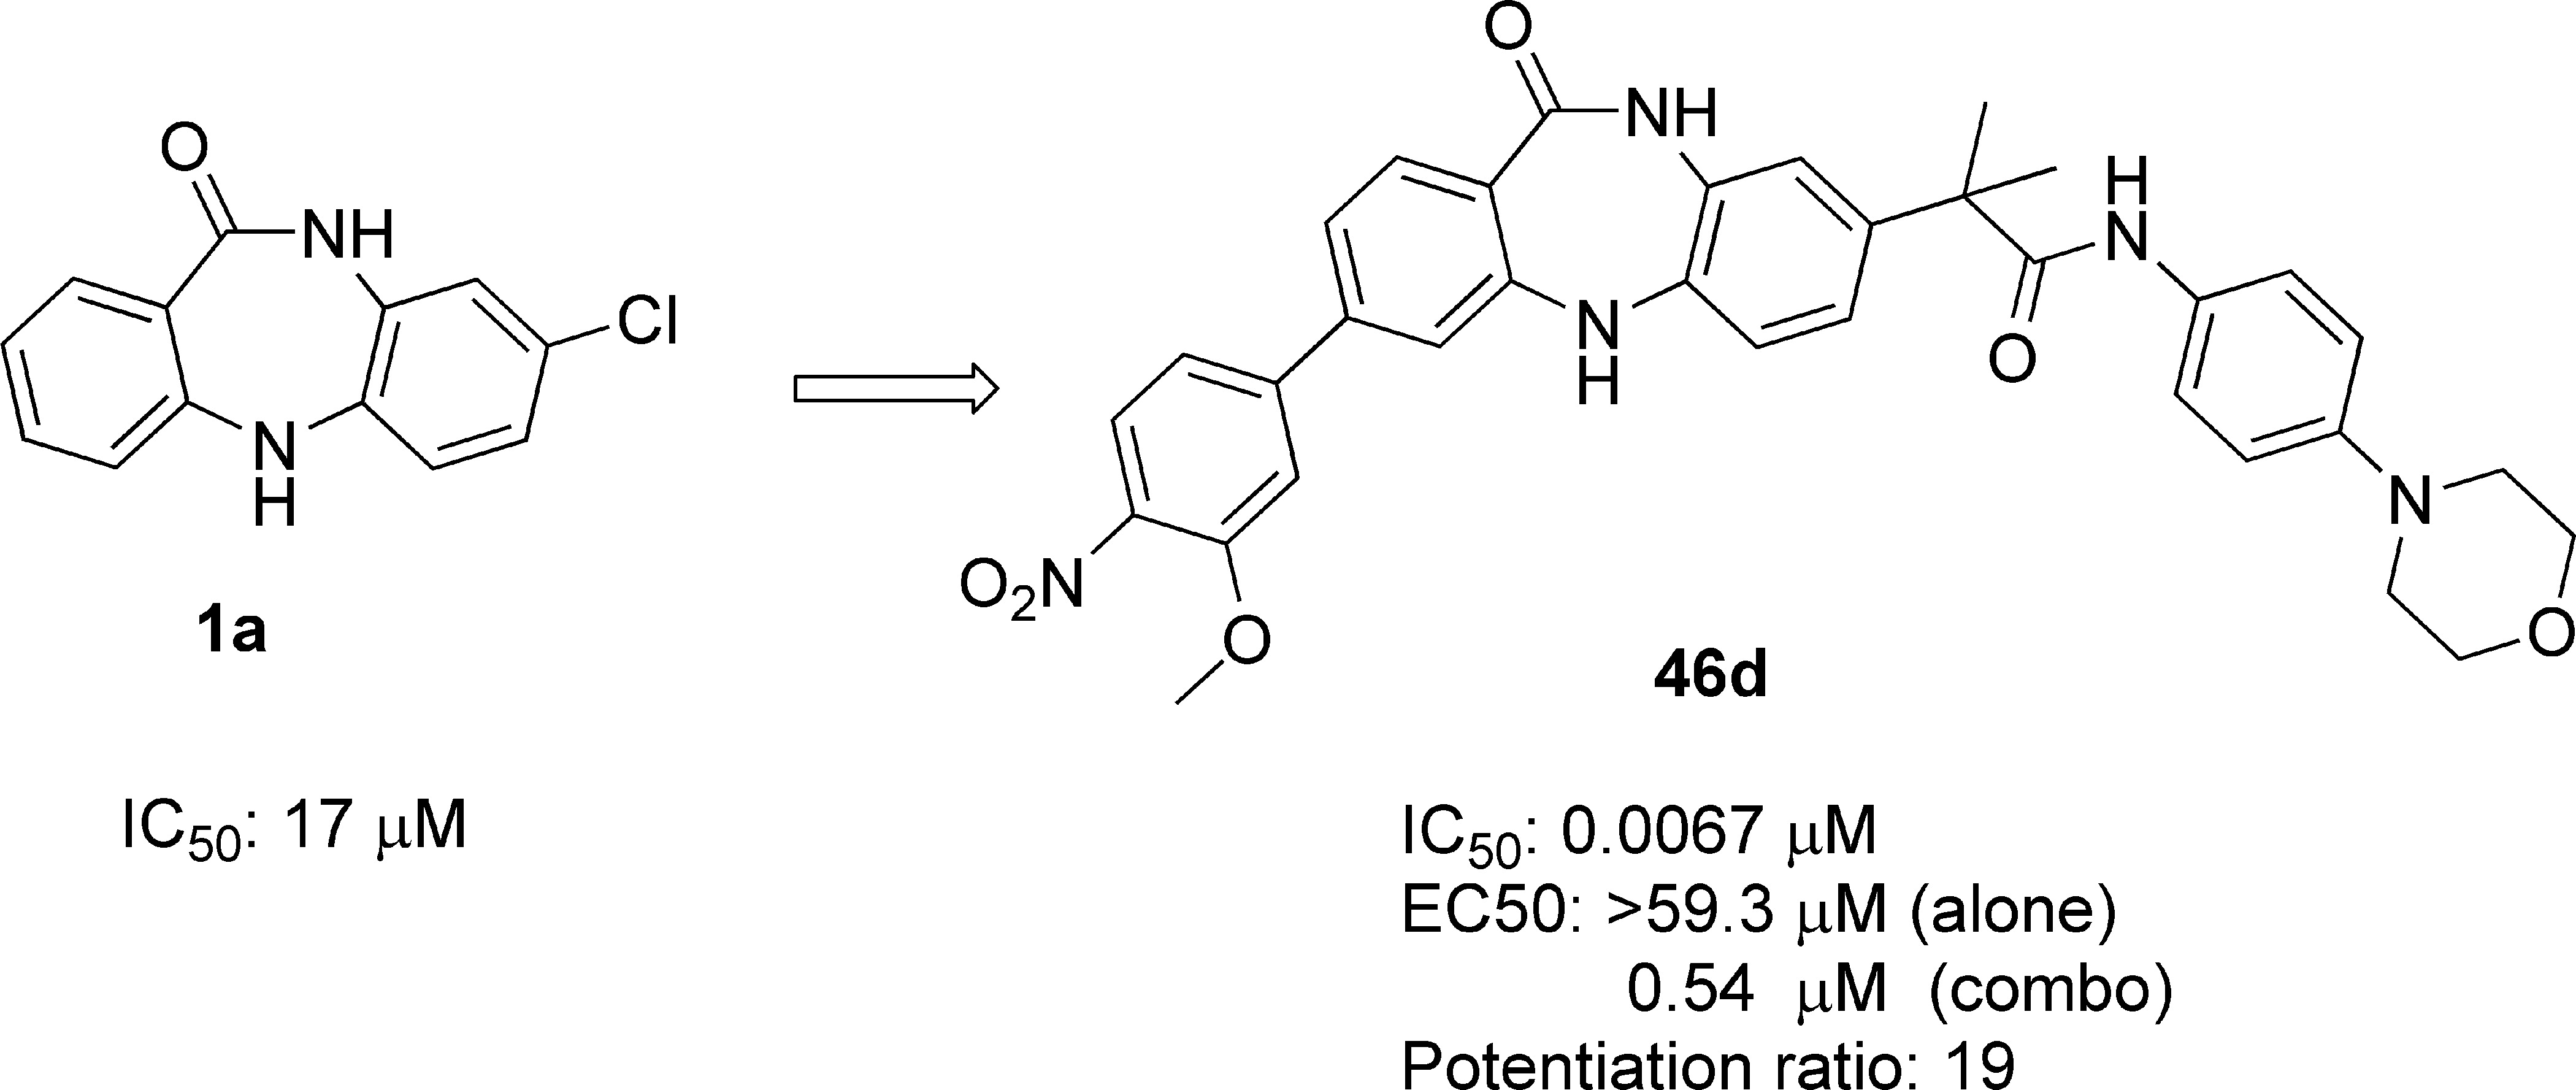 O
NH
Cl
N
H
1a
IC50: 17 μM
O
NH
H
N
O
N
H
N
O
O2N
O
46d
IC50: 0.0067 μM
EC50: >59.3 μM (alone)
0.54 μM (combo)
Potentiation ratio: 19